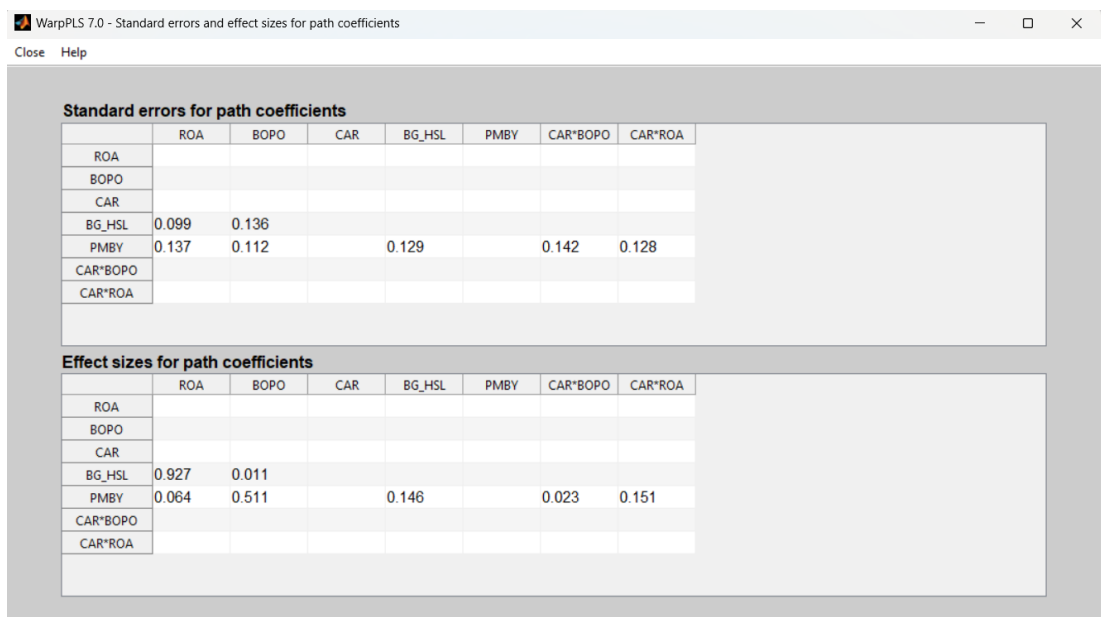 WarpPLS 7.0 - Standard errors and effect sizes for path coefficients
Close Help
Standard errors for path coefficients
ROA BOPO CAR BG_HSL PMBY CAR*BOPO CAR*ROA
ROA
BOPO
CAR
BG_HSL 0.099 0.136
PMBY 0.137 0.112 0.129 0.142 0.128
CAR*BOPO
CAR*ROA
Effect sizes for path coefficients
ROA BOPO CAR BG_HSL PMBY CAR*BOPO CAR*ROA
ROA
BOPO
CAR
BG_HSL 0.927 0.011
PMBY 0.064 0.511 0.146 0.023 0.151
CAR*BOPO
CAR*ROA